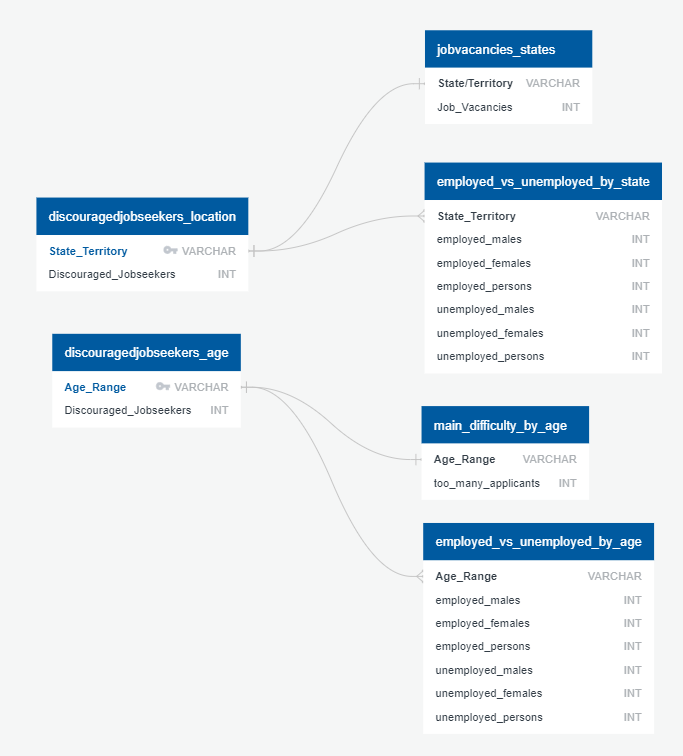 jobvacancies_states
State/Territory VARCHAR
Job_Vacancies INT
employed_vs_unemployed_by_state
State_Territory VARCHAR
employed_males INT
employed_females INT
employed_persons INT
unemployed_males INT
unemployed_females INT
unemployed_persons INT
discouragedjobseekers_location
State_Territory VARCHAR
Discouraged_Jobseekers INT
discouragedjobseekers_age
Age_Range VARCHAR
Discouraged_Jobseekers INT
main_difficulty_by_age
Age_Range VARCHAR
too_many_applicants INT
employed_vs_unemployed_by_age
Age_Range VARCHAR
employed_males INT
employed_females INT
employed_persons INT
unemployed_males INT
unemployed_females INT
unemployed_persons INT